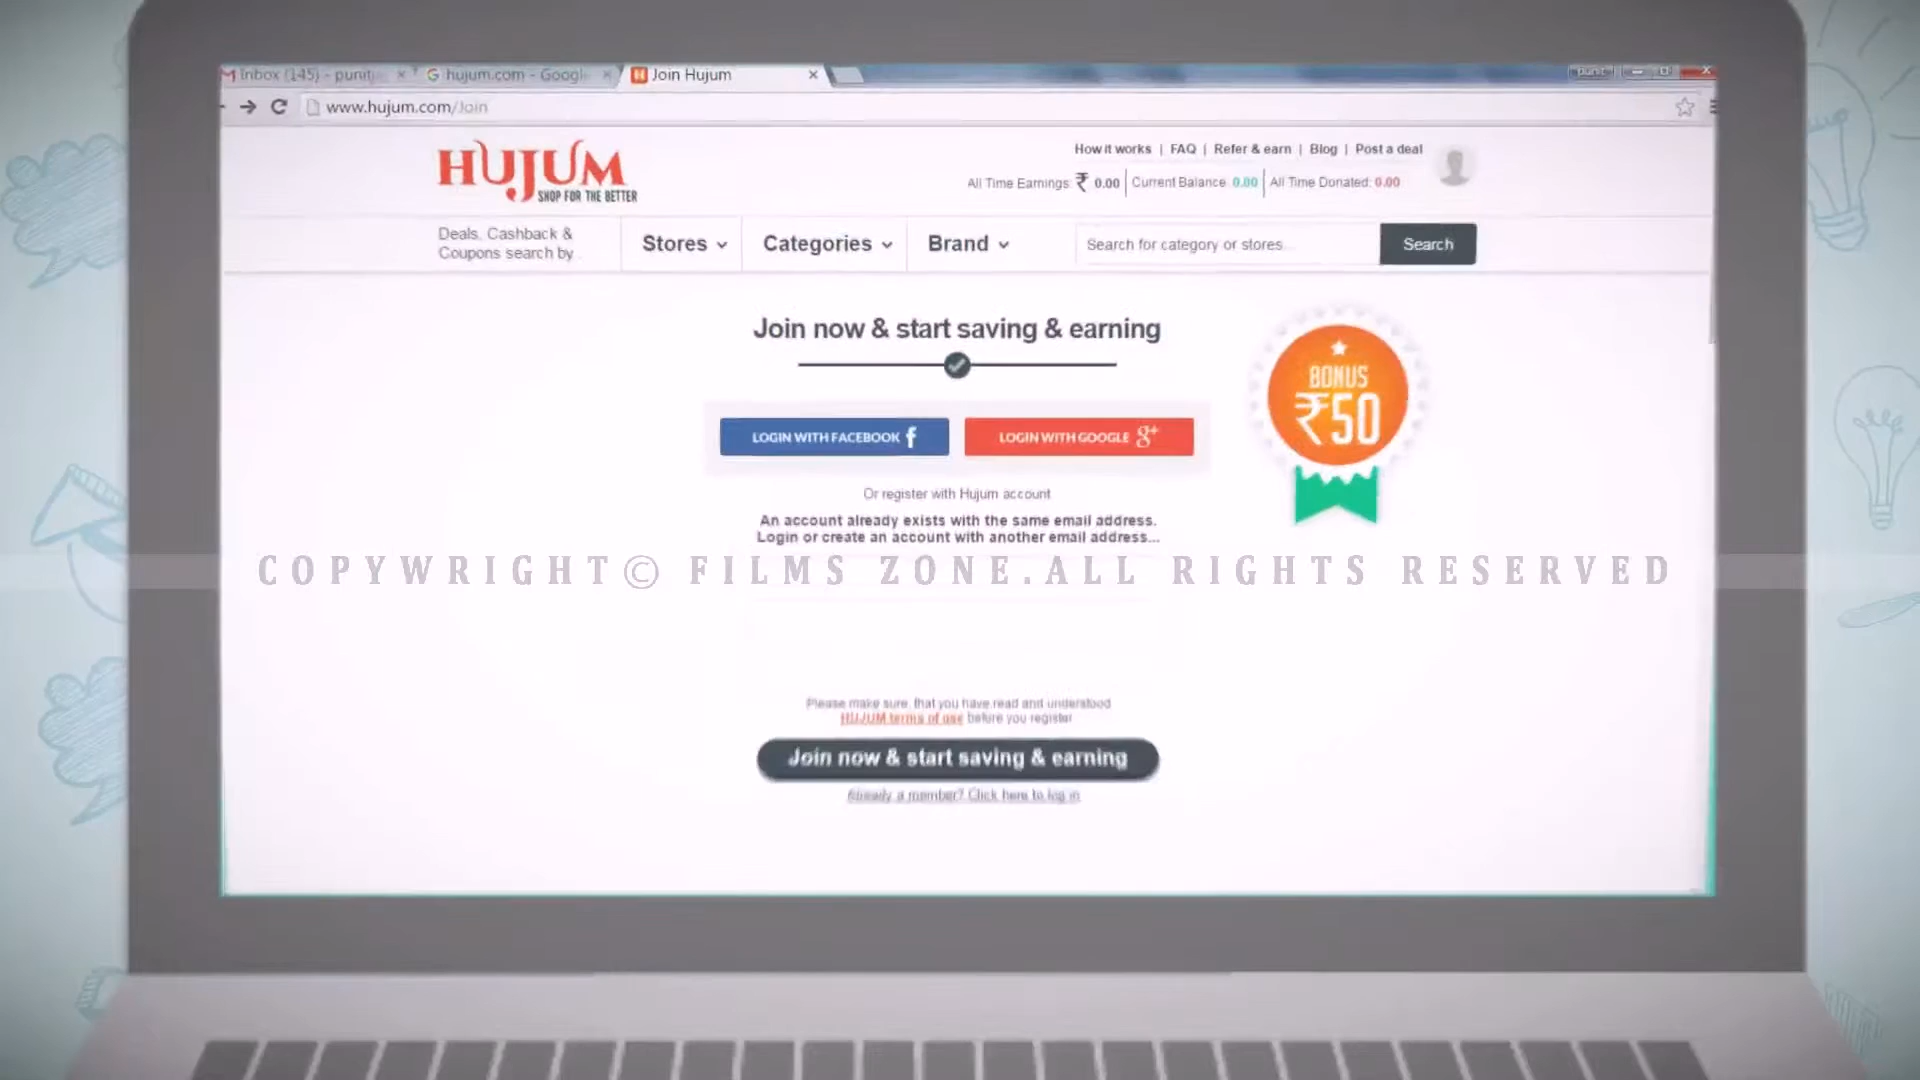 Inbox (145) - punit
hujum.com - Google
Join Hujum
punit
www.hujum.com/Join
HUJUM
SHOP FOR THE BETTER
How it works | FAQ | Refer & earn | Blog | Post a deal
All Time Earnings: ₹ 0.00 | Current Balance: 0.00 | All Time Donated: 0.00
Deals, Cashback &
Coupons search by
Stores
Categories
Brand
Search for category or stores...
Search
Join now & start saving & earning
BONUS
₹50
LOGIN WITH FACEBOOK f
LOGIN WITH GOOGLE g+
Or register with Hujum account
An account already exists with the same email address.
Login or create an account with another email address...
COPYWRIGHT© FILMS ZONE.ALL RIGHTS RESERVED
Please make sure, that you have read and understood
HUJUM terms of use before you register
Join now & start saving & earning
Already a member? Click here to log in